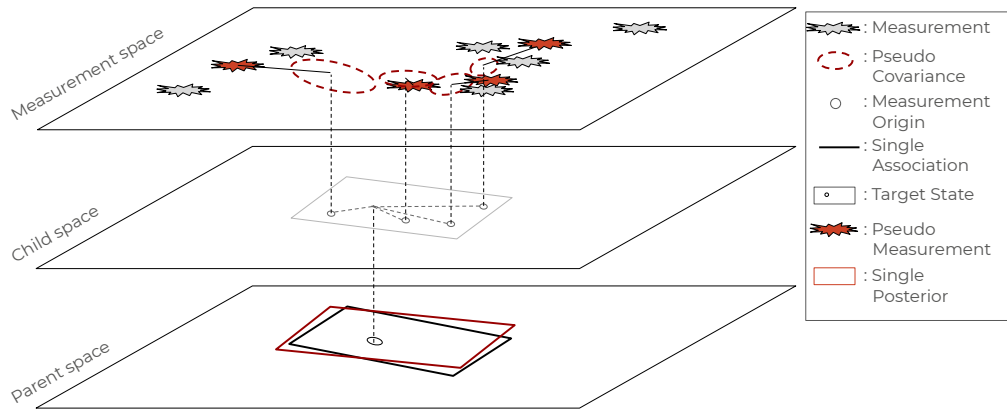 Measurement space
Child space
Parent space
: Measurement
: Pseudo
Covariance
: Measurement
Origin
: Single
Association
: Target State
: Pseudo
Measurement
: Single
Posterior